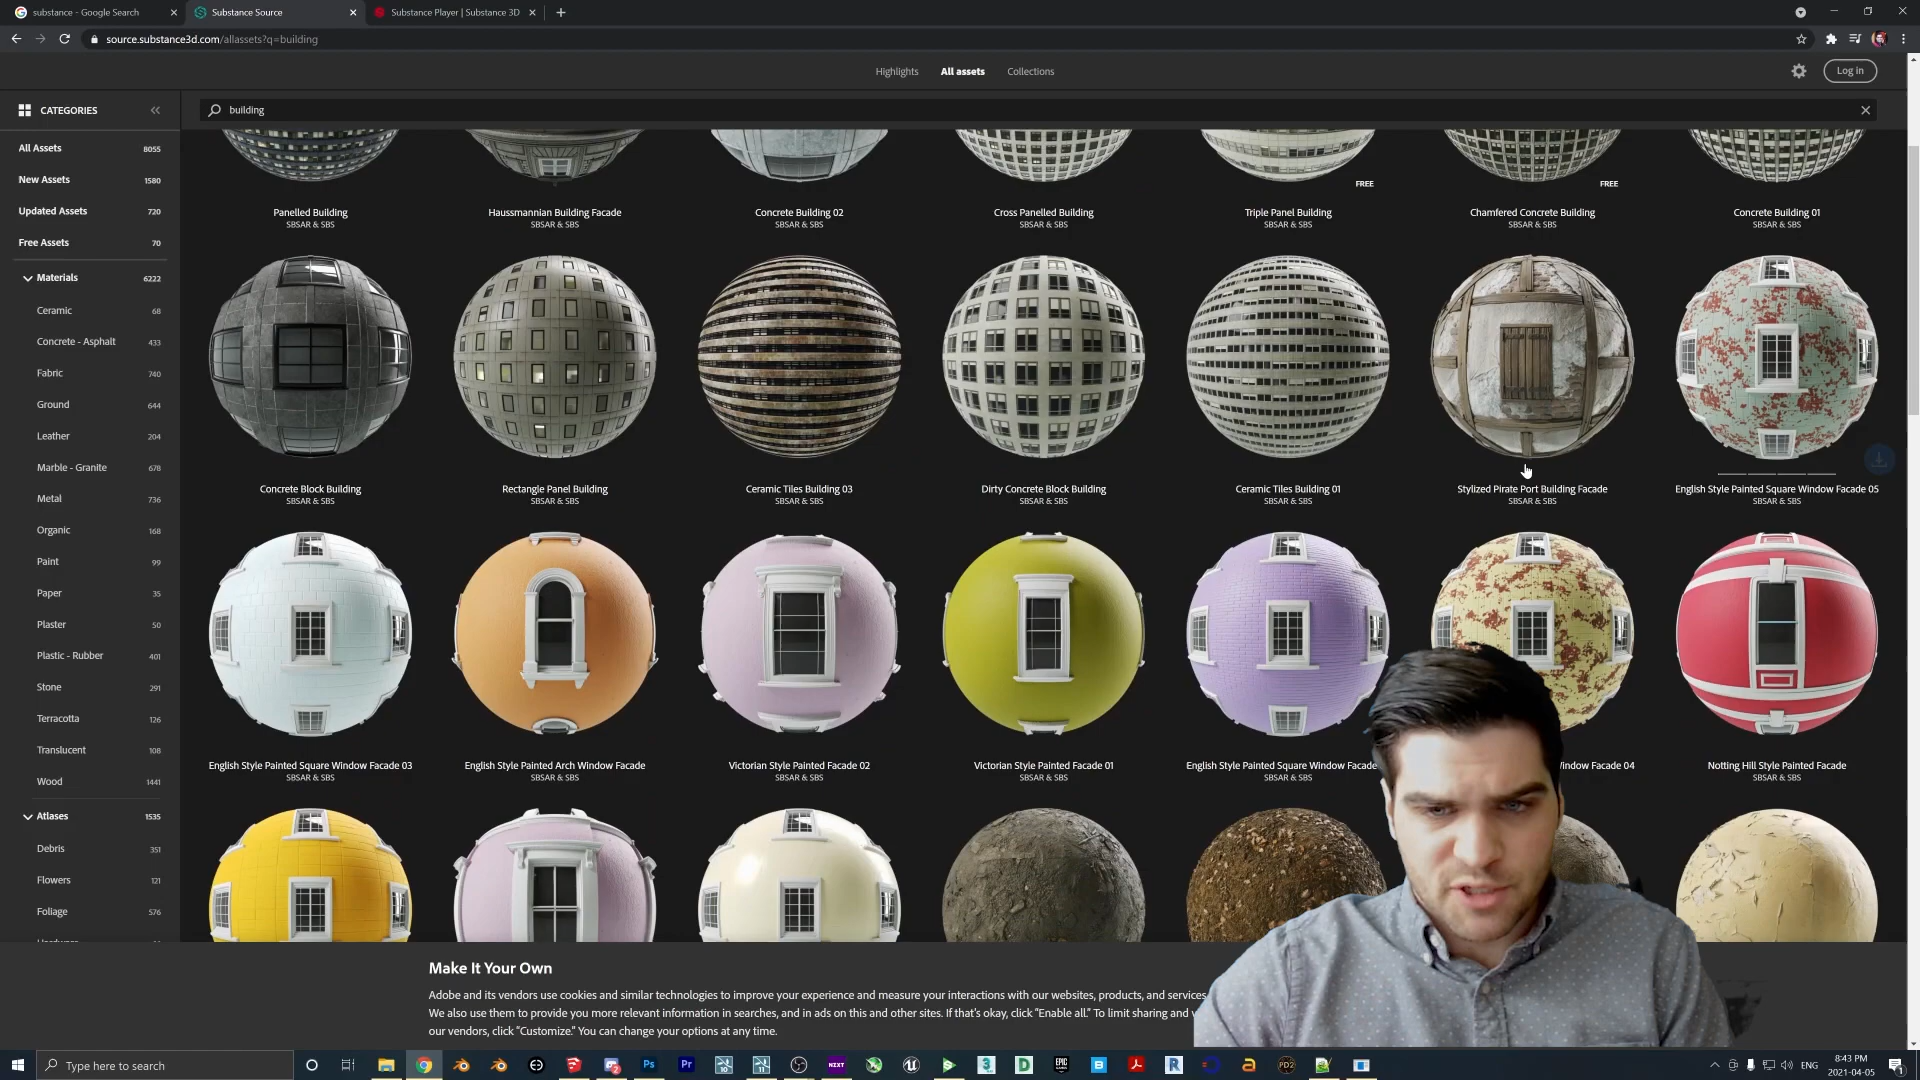 substance - Google Search
Substance Source
Substance Player | Substance 3D
source.substance3d.com/allassets?q=building
Highlights
All assets
Collections
Log in
CATEGORIES
building
All Assets 8055
New Assets 1580
Updated Assets 720
Free Assets 70
Materials 6222
Ceramic 68
Concrete - Asphalt 433
Fabric 740
Ground 644
Leather 204
Marble - Granite 678
Metal 736
Organic 168
Paint 99
Paper 35
Plaster 50
Plastic - Rubber 401
Stone 291
Terracotta 126
Translucent 108
Wood 1441
Atlases 1535
Debris 351
Flowers 121
Foliage 576
FREE
FREE
Panelled Building
SBSAR & SBS
Haussmannian Building Facade
SBSAR & SBS
Concrete Building 02
SBSAR & SBS
Cross Panelled Building
SBSAR & SBS
Triple Panel Building
SBSAR & SBS
Chamfered Concrete Building
SBSAR & SBS
Concrete Building 01
SBSAR & SBS
Concrete Block Building
SBSAR & SBS
Rectangle Panel Building
SBSAR & SBS
Ceramic Tiles Building 03
SBSAR & SBS
Dirty Concrete Block Building
SBSAR & SBS
Ceramic Tiles Building 01
SBSAR & SBS
Stylized Pirate Port Building Facade
SBSAR & SBS
English Style Painted Square Window Facade 05
SBSAR & SBS
English Style Painted Square Window Facade 03
SBSAR & SBS
English Style Painted Arch Window Facade
SBSAR & SBS
Victorian Style Painted Facade 02
SBSAR & SBS
Victorian Style Painted Facade 01
SBSAR & SBS
English Style Painted Square Window Facade
SBSAR & SBS
Window Facade 04
SBSAR & SBS
Notting Hill Style Painted Facade
SBSAR & SBS
Make It Your Own
Adobe and its vendors use cookies and similar technologies to improve your experience and measure your interactions with our websites, products, and services
We also use them to provide you more relevant information in searches, and in ads on this and other sites. If that's okay, click "Enable all." To limit sharing and
our vendors, click "Customize." You can change your options at any time.
Type here to search
ENG
8:43 PM
2021-04-05